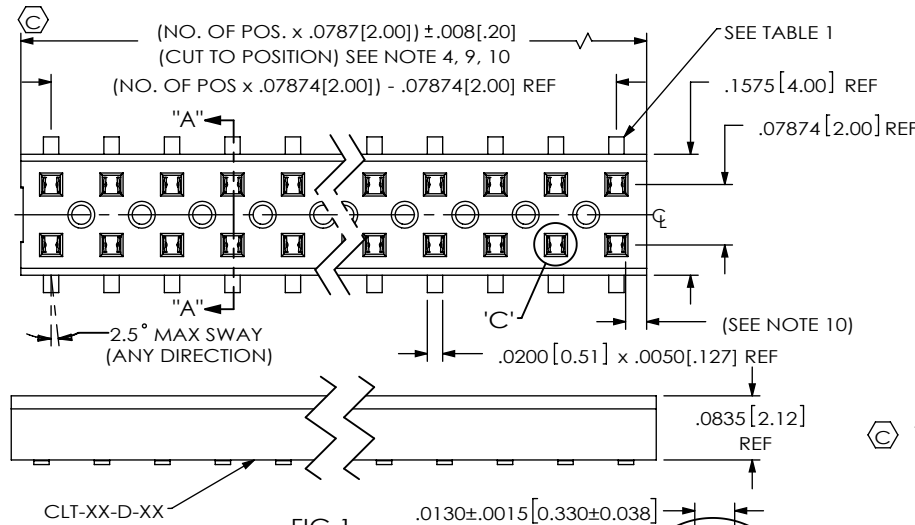 C
(NO. OF POS. x .0787[2.00]) ±.008[.20]
(CUT TO POSITION) SEE NOTE 4, 9, 10
(NO. OF POS x .07874[2.00]) - .07874[2.00] REF
SEE TABLE 1
.1575[4.00] REF
.07874[2.00] REF
"A"
℄
"A"
2.5° MAX SWAY
(ANY DIRECTION)
'C'
(SEE NOTE 10)
.0200[0.51] x .0050[.127] REF
.0835[2.12]
REF
C
CLT-XX-D-XX
.0130±.0015[0.330±0.038]